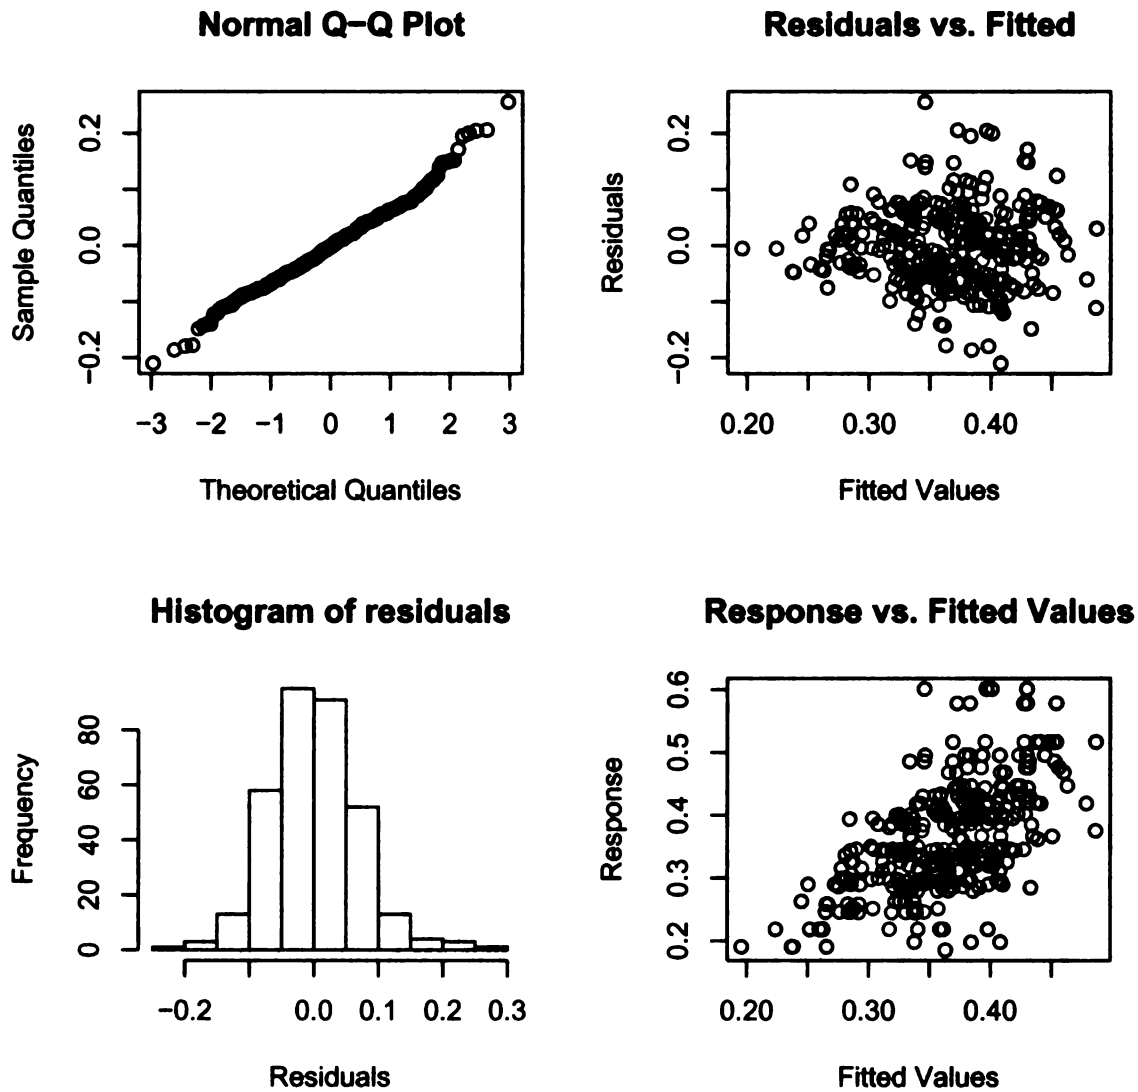 Normal Q−Q Plot
Sample Quantiles
−0.2 0.0 0.2
−3 −2 −1 0 1 2 3
Theoretical Quantiles
Residuals vs. Fitted
Residuals
−0.2 0.0 0.2
0.20 0.30 0.40
Fitted Values
Histogram of residuals
Frequency
0 20 40 60 80
−0.2 0.0 0.1 0.2 0.3
Residuals
Response vs. Fitted Values
Response
0.2 0.3 0.4 0.5 0.6
0.20 0.30 0.40
Fitted Values